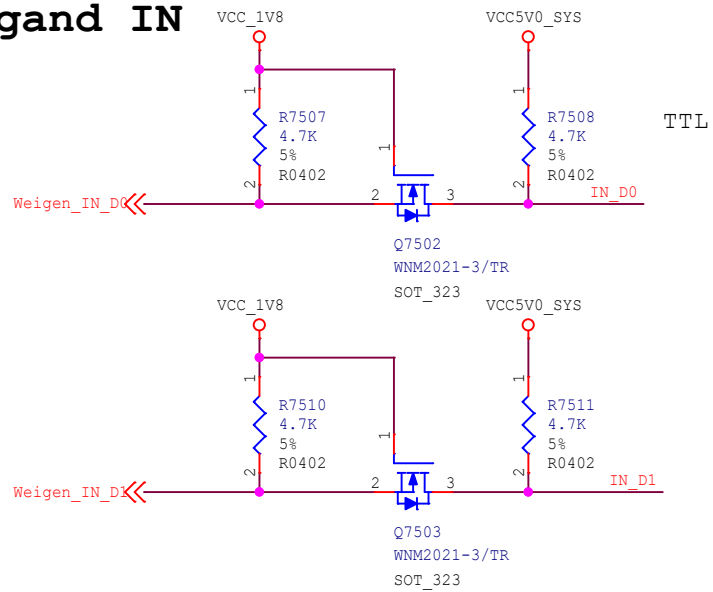 gand IN
VCC_1V8
VCC5V0_SYS
1
R7507
4.7K
5%
R0402
2
1
R7508
4.7K
5%
R0402
2
TTL
1
Weigen_IN_D0
2
3
IN_D0
Q7502
WNM2021-3/TR
SOT_323
VCC_1V8
VCC5V0_SYS
1
R7510
4.7K
5%
R0402
2
1
R7511
4.7K
5%
R0402
2
1
Weigen_IN_D1
2
3
IN_D1
Q7503
WNM2021-3/TR
SOT_323